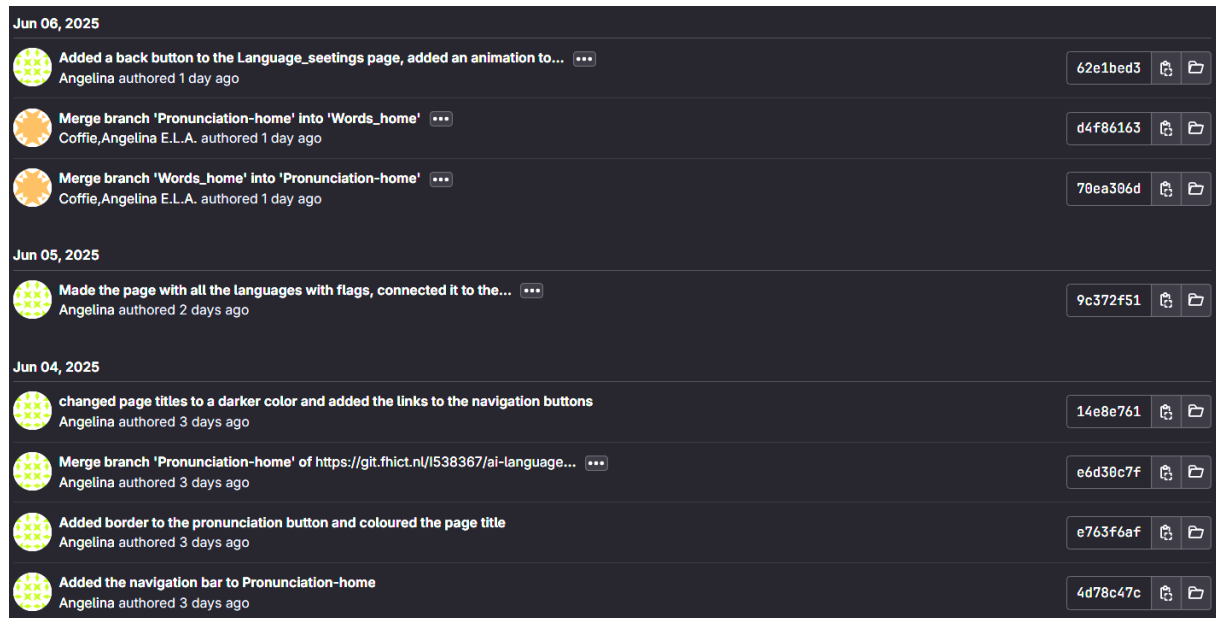 Jun 06, 2025
Added a back button to the Language_seetings page, added an animation to... •••
Angelina authored 1 day ago
62e1bed3
Merge branch 'Pronunciation-home' into 'Words_home' •••
Coffie,Angelina E.L.A. authored 1 day ago
d4f86163
Merge branch 'Words_home' into 'Pronunciation-home' •••
Coffie,Angelina E.L.A. authored 1 day ago
70ea306d
Jun 05, 2025
Made the page with all the languages with flags, connected it to the... •••
Angelina authored 2 days ago
9c372f51
Jun 04, 2025
changed page titles to a darker color and added the links to the navigation buttons
Angelina authored 3 days ago
14e8e761
Merge branch 'Pronunciation-home' of https://git.fhict.nl/I538367/ai-language... •••
Angelina authored 3 days ago
e6d30c7f
Added border to the pronunciation button and coloured the page title
Angelina authored 3 days ago
e763f6af
Added the navigation bar to Pronunciation-home
Angelina authored 3 days ago
4d78c47c